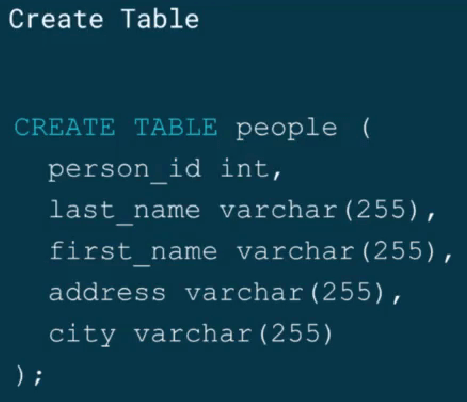 Create Table
CREATE TABLE people (
person_id int,
last_name varchar(255),
first_name varchar(255),
address varchar(255),
city varchar(255)
);